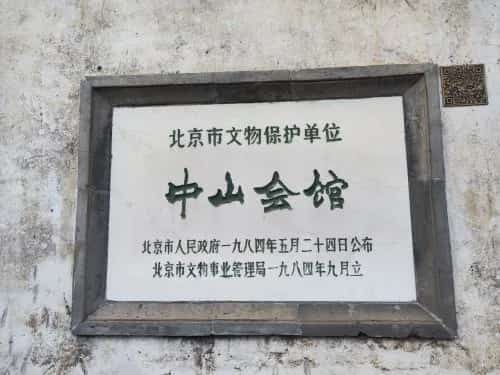 北京市文物保护单位
中山会馆
北京市人民政府一九八四年五月二十四日公布
北京市文物事业管理局一九八四年九月立